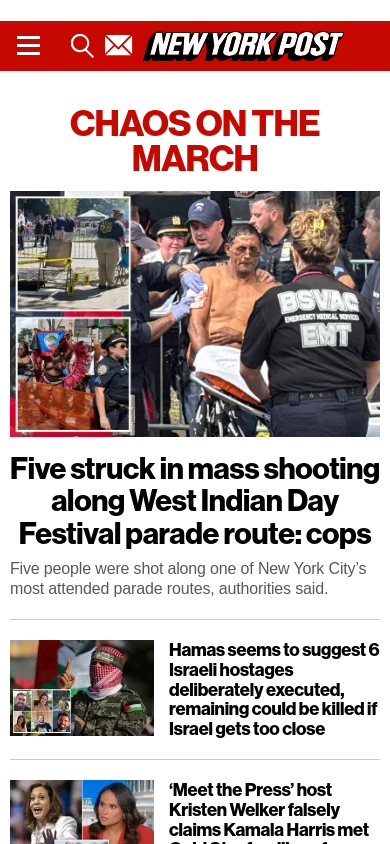 NEW YORK POST
CHAOS ON THE
MARCH
BSVAC
EMERGENCY MEDICAL SERVICES
EMT
Five struck in mass shooting
along West Indian Day
Festival parade route: cops
Five people were shot along one of New York City’s
most attended parade routes, authorities said.
Hamas seems to suggest 6
Israeli hostages
deliberately executed,
remaining could be killed if
Israel gets too close
‘Meet the Press’ host
Kristen Welker falsely
claims Kamala Harris met